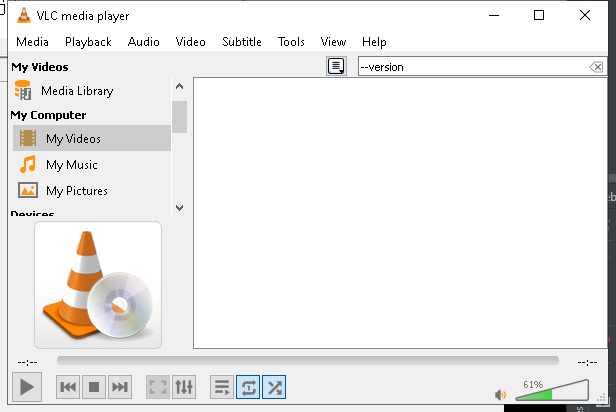 VLC media player
Media Playback Audio Video Subtitle Tools View Help
My Videos
--version
Media Library
My Computer
My Videos
My Music
My Pictures
Devices
--:-- --:--
61%